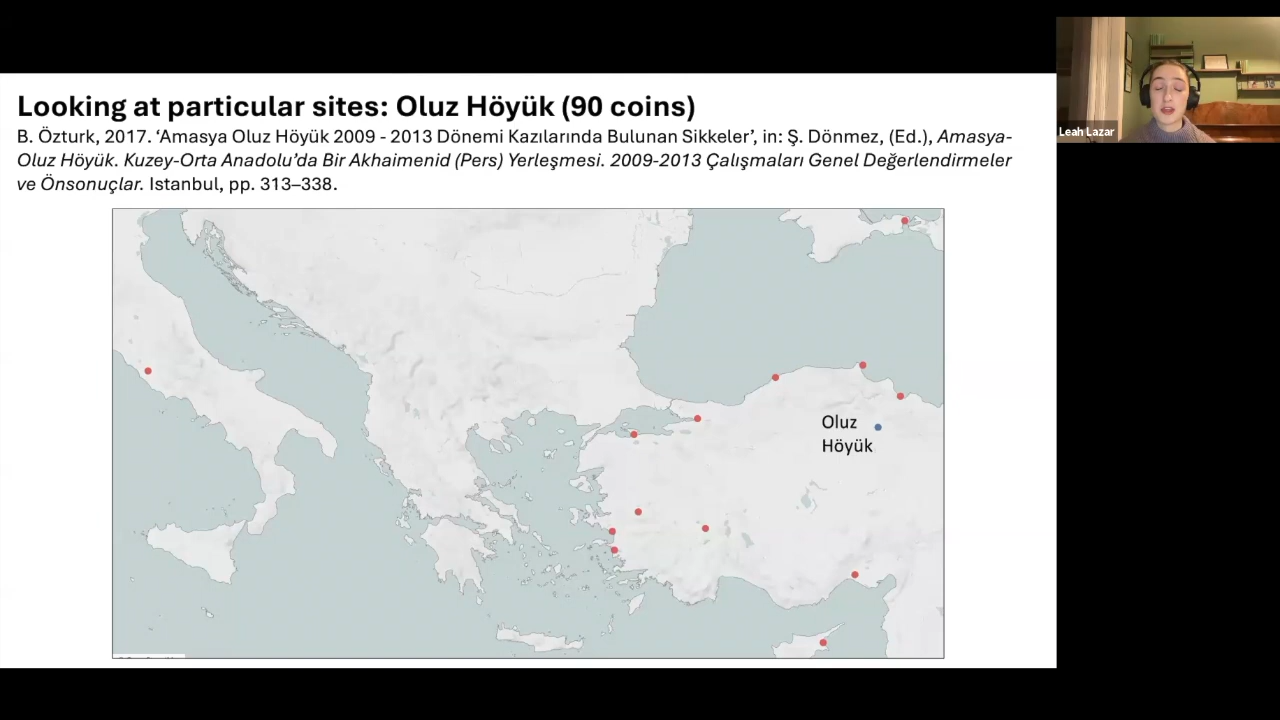 Looking at particular sites: Oluz Höyük (90 coins)
B. Özturk, 2017. ‘Amasya Oluz Höyük 2009 - 2013 Dönemi Kazılarında Bulunan Sikkeler’, in: Ş. Dönmez, (Ed.), Amasya-
Oluz Höyük. Kuzey-Orta Anadolu’da Bir Akhaimenid (Pers) Yerleşmesi. 2009-2013 Çalışmaları Genel Değerlendirmeler
ve Önsonuçlar. Istanbul, pp. 313–338.
Leah Lazar
Oluz
Höyük